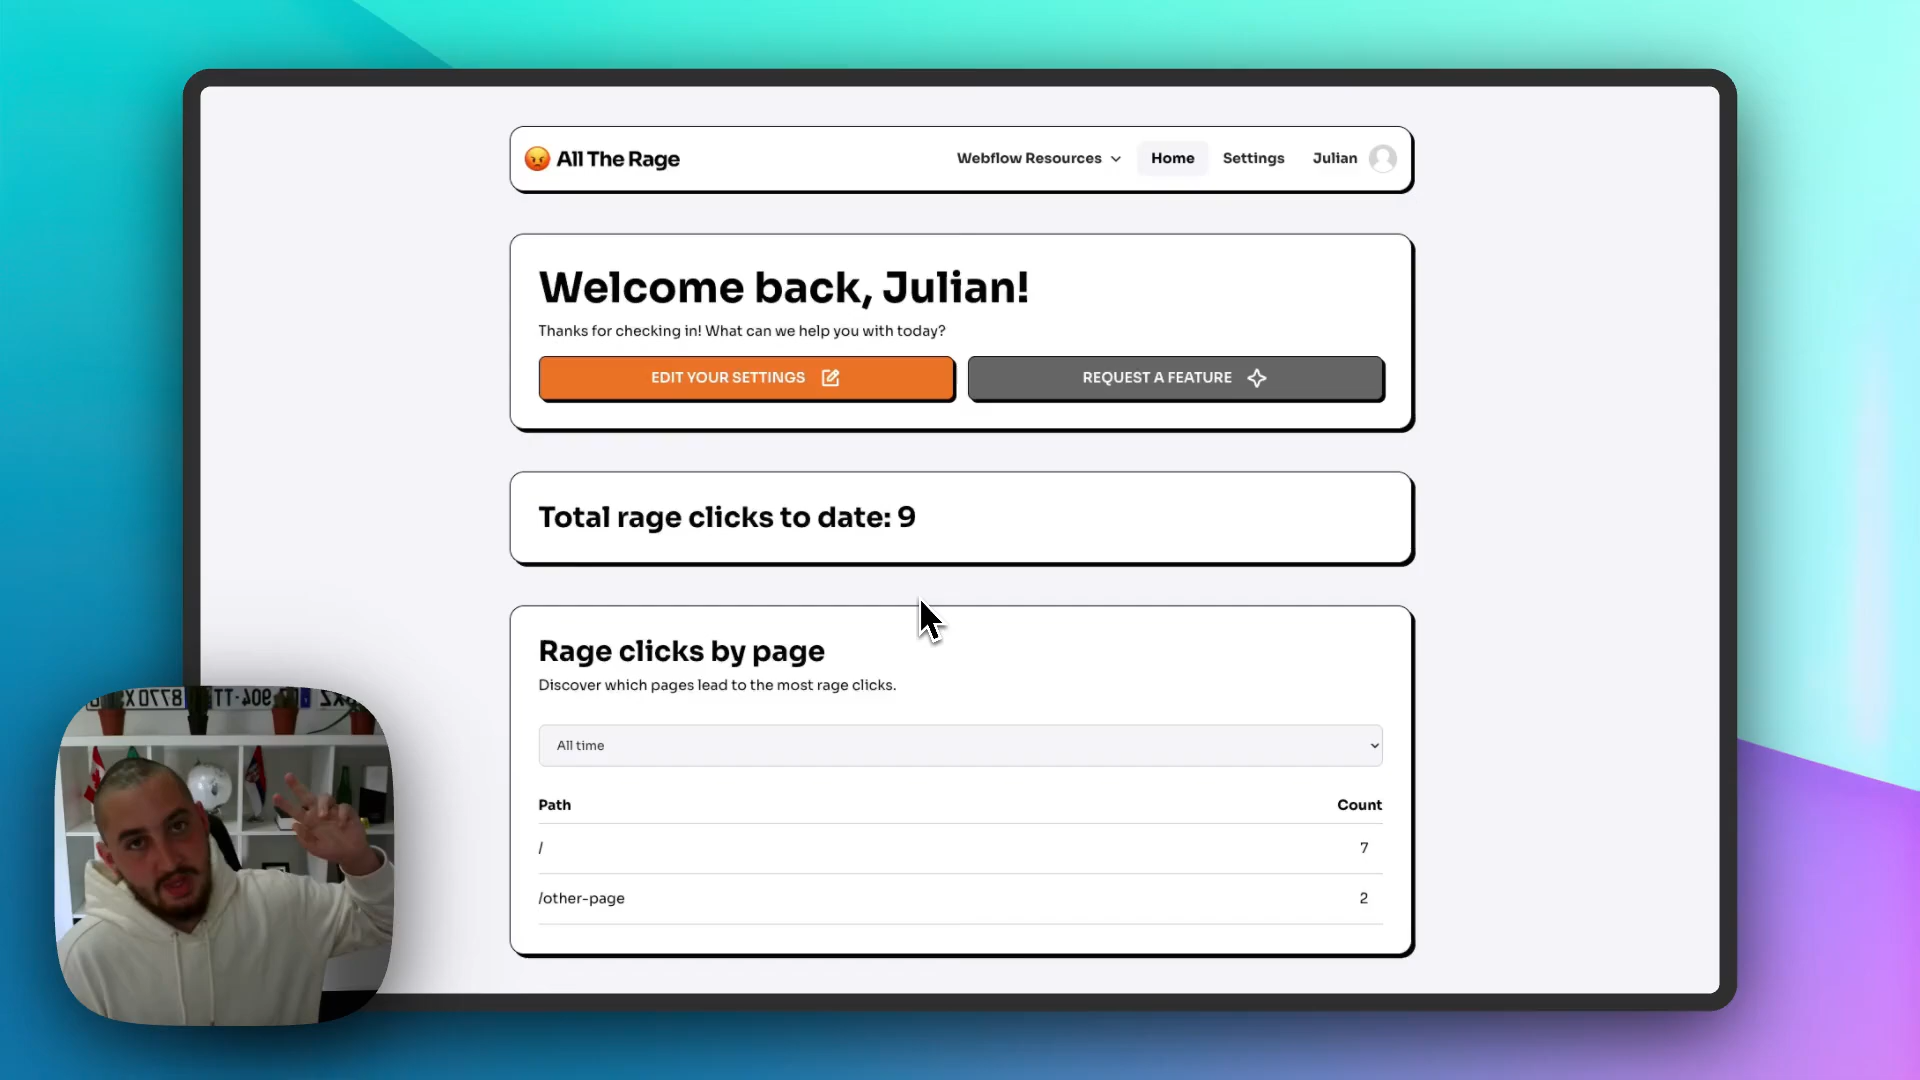 All The Rage
Webflow Resources
Home
Settings
Julian
Welcome back, Julian!
Thanks for checking in! What can we help you with today?
EDIT YOUR SETTINGS
REQUEST A FEATURE
Total rage clicks to date: 9
Rage clicks by page
Discover which pages lead to the most rage clicks.
All time
Path Count
/ 7
/other-page 2